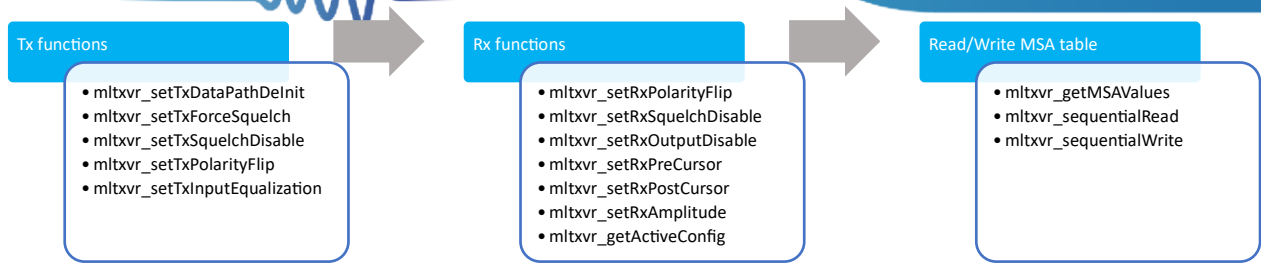 Tx functions
• mltxvr_setTxDataPathDeInit
• mltxvr_setTxForceSquelch
• mltxvr_setTxSquelchDisable
• mltxvr_setTxPolarityFlip
• mltxvr_setTxInputEqualization
Rx functions
• mltxvr_setRxPolarityFlip
• mltxvr_setRxSquelchDisable
• mltxvr_setRxOutputDisable
• mltxvr_setRxPreCursor
• mltxvr_setRxPostCursor
• mltxvr_setRxAmplitude
• mltxvr_getActiveConfig
Read/Write MSA table
• mltxvr_getMSAValues
• mltxvr_sequentialRead
• mltxvr_sequentialWrite